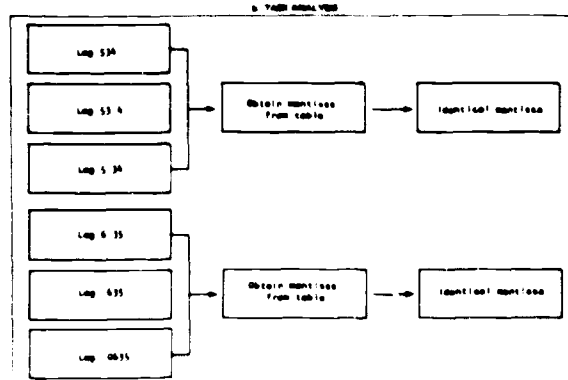 b. TASK ANALYSIS
Log 534
Log 53.4
Log 5.34
Obtain mantissa
from table
Identical mantissa
Log 6.35
Log .635
Log .0635
Obtain mantissa
from table
Identical mantissa